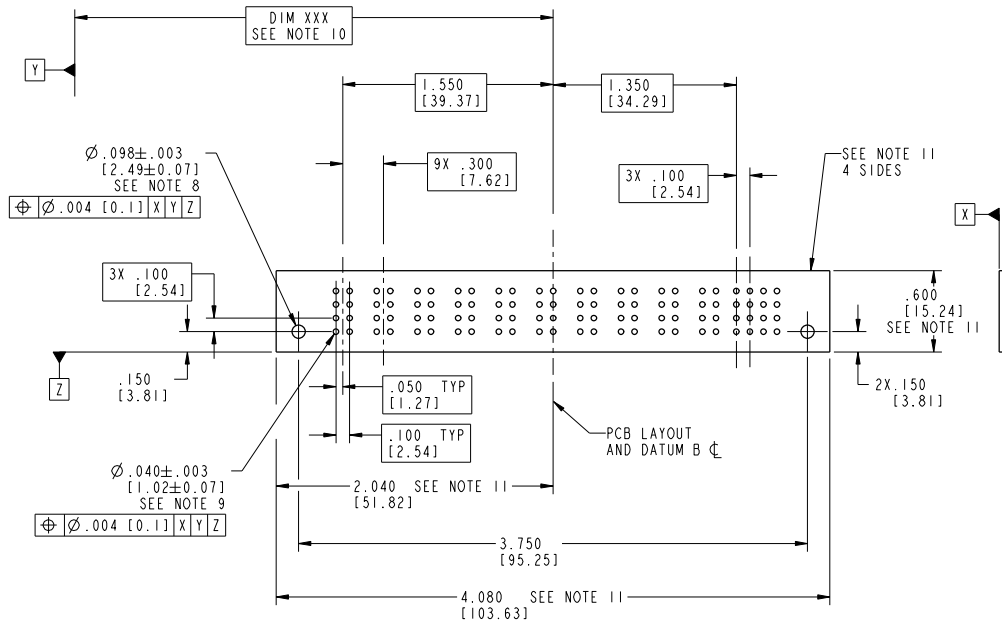 DIM XXX
SEE NOTE 10
Y
1.550
[39.37]
1.350
[34.29]
Ø.098±.003
[2.49±0.07]
SEE NOTE 8
⌖ Ø.004 [0.1] X Y Z
9X .300
[7.62]
3X .100
[2.54]
SEE NOTE 11
4 SIDES
X
3X .100
[2.54]
.600
[15.24]
SEE NOTE 11
Z
.150
[3.81]
.050 TYP
[1.27]
2X.150
[3.81]
.100 TYP
[2.54]
PCB LAYOUT
AND DATUM B ℄
Ø.040±.003
[1.02±0.07]
SEE NOTE 9
⌖ Ø.004 [0.1] X Y Z
2.040 SEE NOTE 11
[51.82]
3.750
[95.25]
4.080 SEE NOTE 11
[103.63]